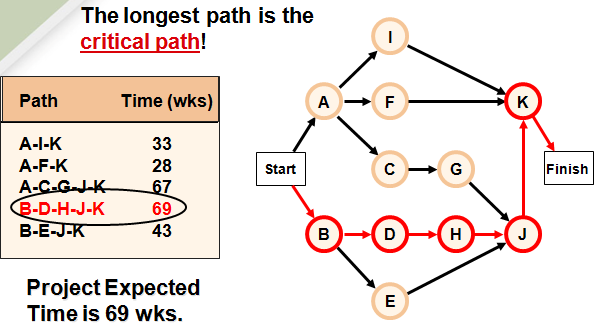 The longest path is the
critical path!
Path Time (wks)
A-I-K 33
A-F-K 28
A-C-G-J-K 67
B-D-H-J-K 69
B-E-J-K 43
Project Expected
Time is 69 wks.
I
A F K
Start C G Finish
B D H J
E